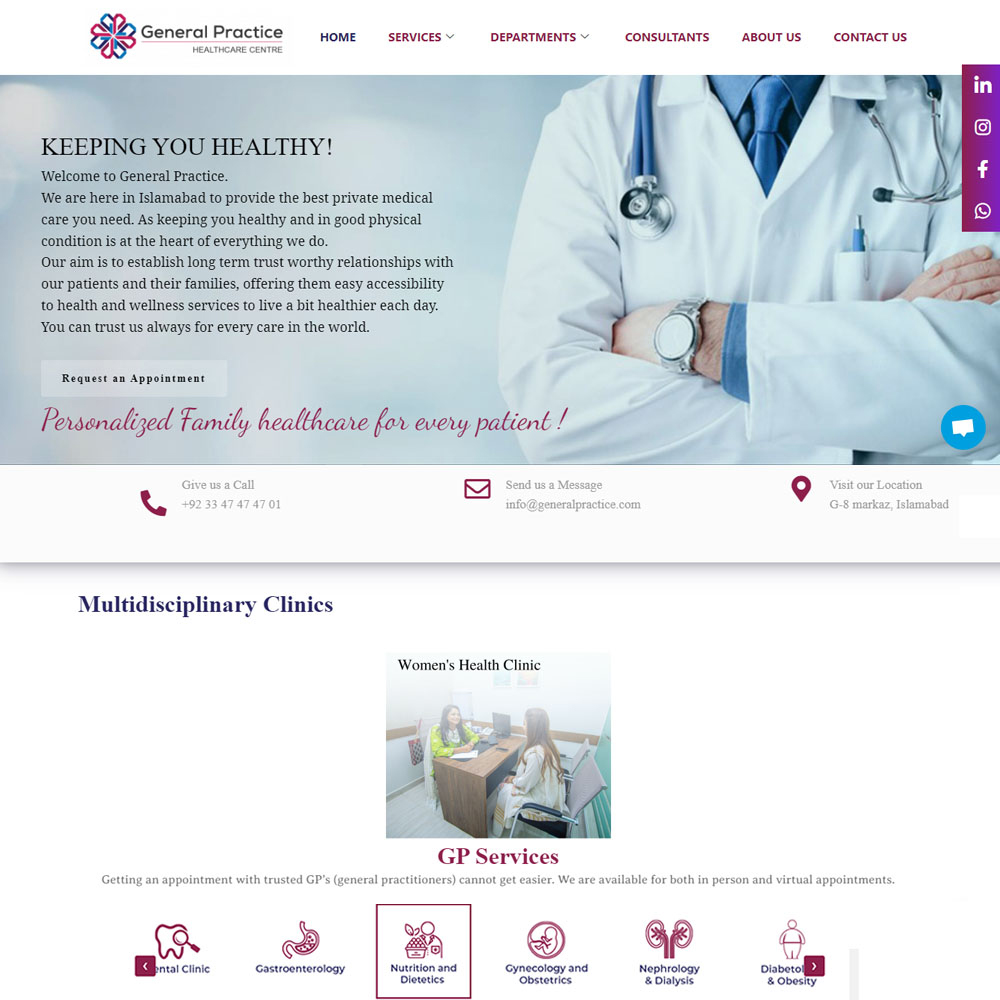 General Practice
HEALTHCARE CENTRE
HOME SERVICES DEPARTMENTS CONSULTANTS ABOUT US CONTACT US
KEEPING YOU HEALTHY!
Welcome to General Practice.
We are here in Islamabad to provide the best private medical
care you need. As keeping you healthy and in good physical
condition is at the heart of everything we do.
Our aim is to establish long term trust worthy relationships with
our patients and their families, offering them easy accessibility
to health and wellness services to live a bit healthier each day.
You can trust us always for every care in the world.
Request an Appointment
Personalized Family healthcare for every patient !
Give us a Call
+92 33 47 47 47 01
Send us a Message
info@generalpractice.com
Visit our Location
G-8 markaz, Islamabad
Multidisciplinary Clinics
Women's Health Clinic
GP Services
Getting an appointment with trusted GP's (general practitioners) cannot get easier. We are available for both in person and virtual appointments.
ental Clinic
Gastroenterology
Nutrition and
Dietetics
Gynecology and
Obstetrics
Nephrology
& Dialysis
Diabeto
& Obesity